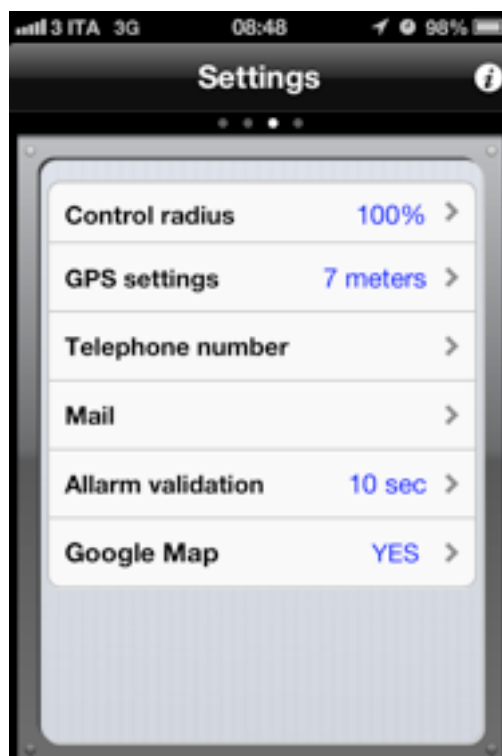 3 ITA 3G 08:48 98%
Settings
Control radius 100%
GPS settings 7 meters
Telephone number
Mail
Allarm validation 10 sec
Google Map YES